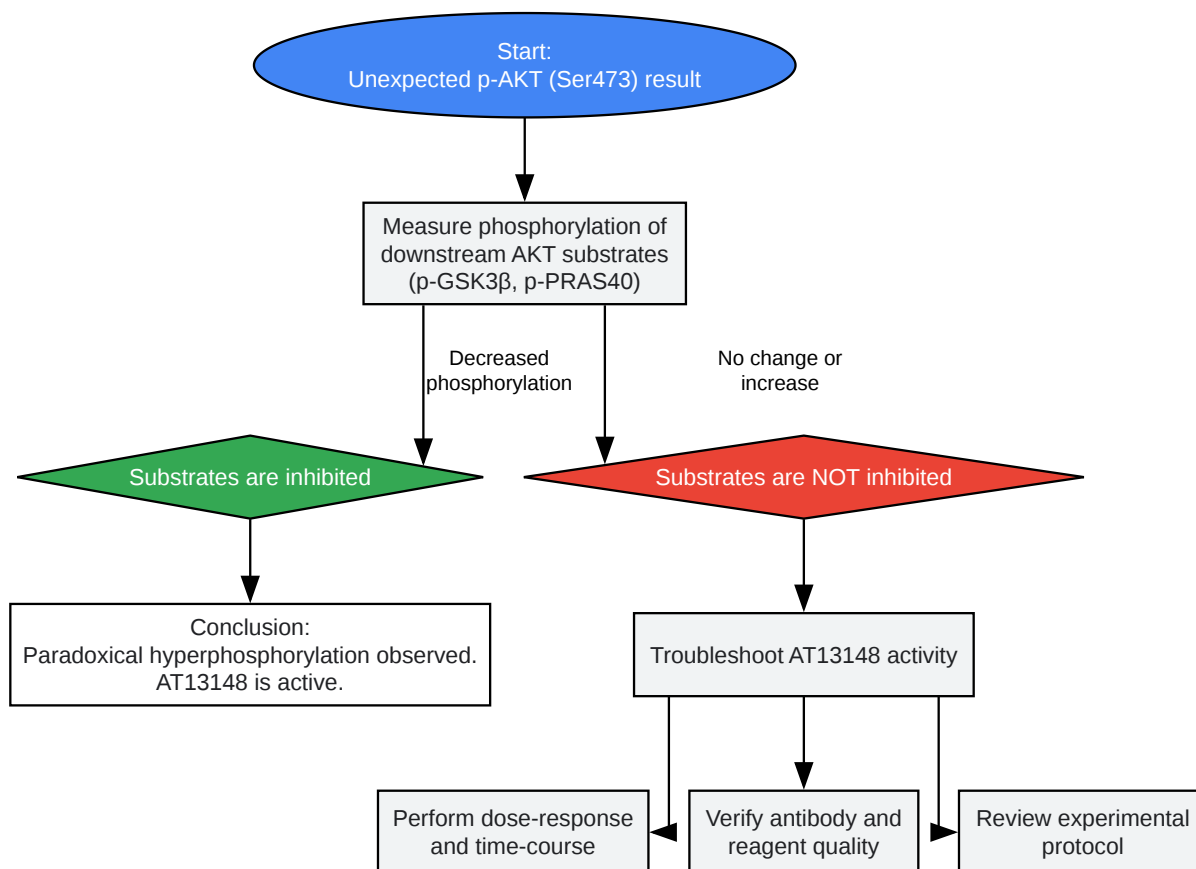 Start:
Unexpected p-AKT (Ser473) result
Measure phosphorylation of
downstream AKT substrates
(p-GSK3β, p-PRAS40)
Decreased
phosphorylation
No change or
increase
Substrates are inhibited
Substrates are NOT inhibited
Conclusion:
Paradoxical hyperphosphorylation observed.
AT13148 is active.
Troubleshoot AT13148 activity
Perform dose-response
and time-course
Verify antibody and
reagent quality
Review experimental
protocol